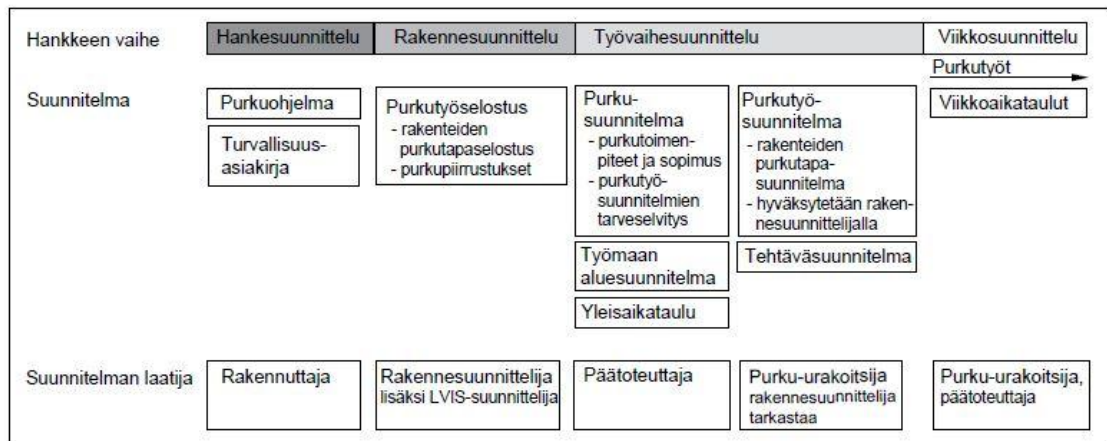 Hankkeen vaihe
Hankesuunnittelu
Rakennesuunnittelu
Työvaihesuunnittelu
Viikkosuunnittelu
Purkutyöt
Suunnitelma
Purkuohjelma
Turvallisuus-
asiakirja
Purkutyöselostus
- rakenteiden
purkutapaselostus
- purkupiirrustukset
Purku-
suunnitelma
- purkutoimen-
piteet ja sopimus
- purkutyö-
suunnitelmien
tarveselvitys
Työmaan
aluesuunnitelma
Yleisaikataulu
Purkutyö-
suunnitelma
- rakenteiden
purkutapa-
suunnitelma
- hyväksytetään raken-
nesuunnittelijalla
Tehtäväsuunnitelma
Viikkoaikataulut
Suunnitelman laatija
Rakennuttaja
Rakennesuunnittelija
lisäksi LVIS-suunnittelija
Päätoteuttaja
Purku-urakoitsija
rakennesuunnittelija
tarkastaa
Purku-urakoitsija,
päätoteuttaja